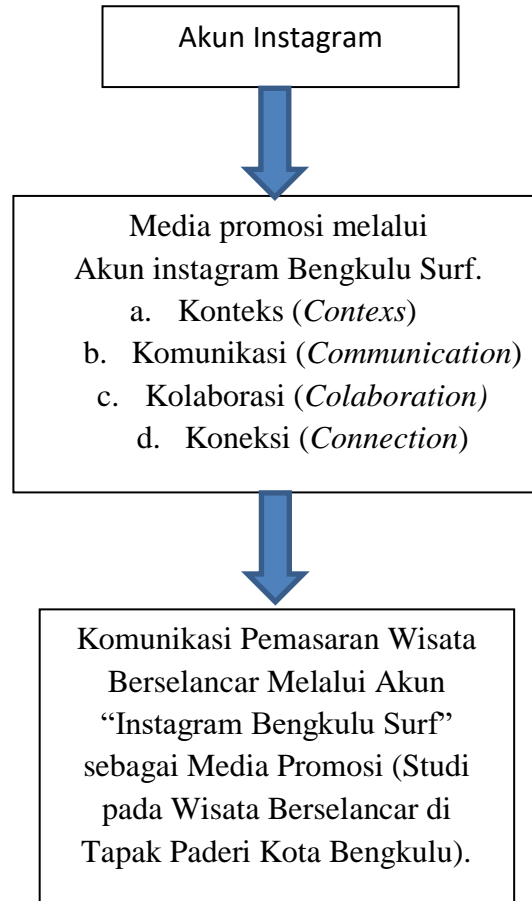 Akun Instagram
Media promosi melalui
Akun instagram Bengkulu Surf.
a. Konteks (Contexs)
b. Komunikasi (Communication)
c. Kolaborasi (Colaboration)
d. Koneksi (Connection)
Komunikasi Pemasaran Wisata
Berselancar Melalui Akun
“Instagram Bengkulu Surf”
sebagai Media Promosi (Studi
pada Wisata Berselancar di
Tapak Paderi Kota Bengkulu).